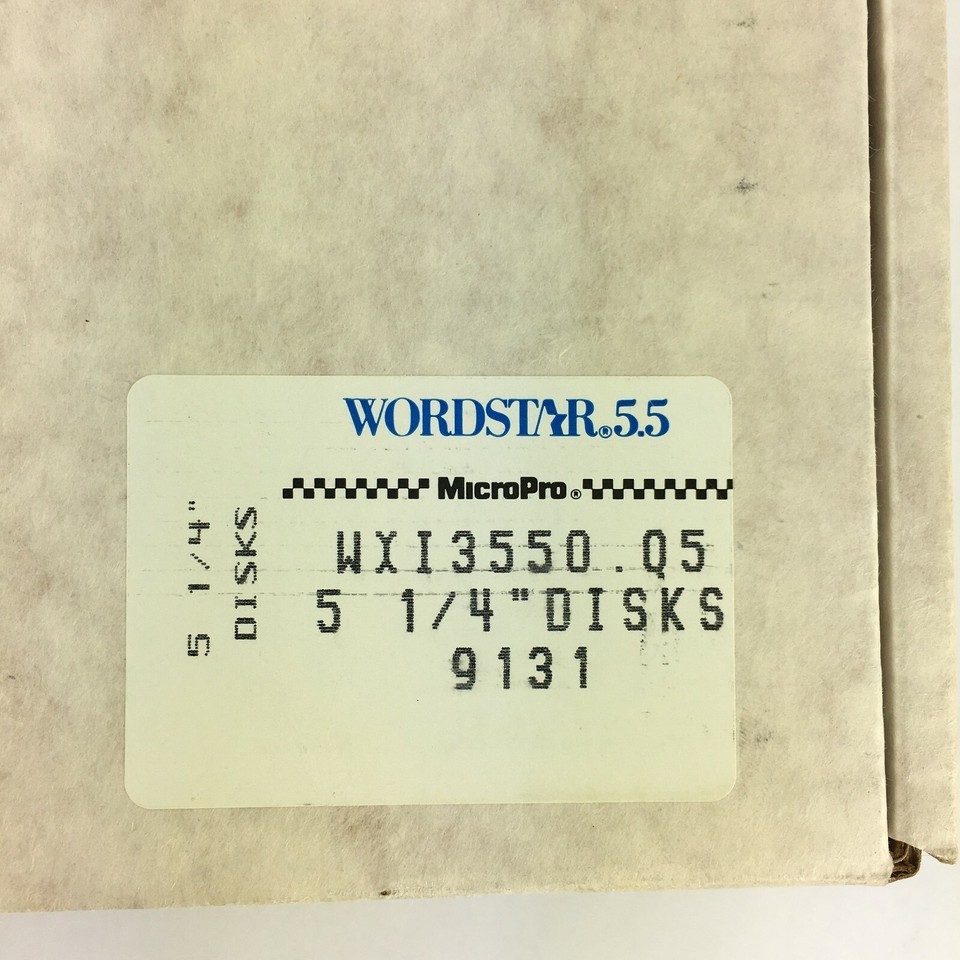 WORDSTAR®5.5
MicroPro®
5 1/4"
DISKS
WXI3550.Q5
5 1/4"DISKS
9131